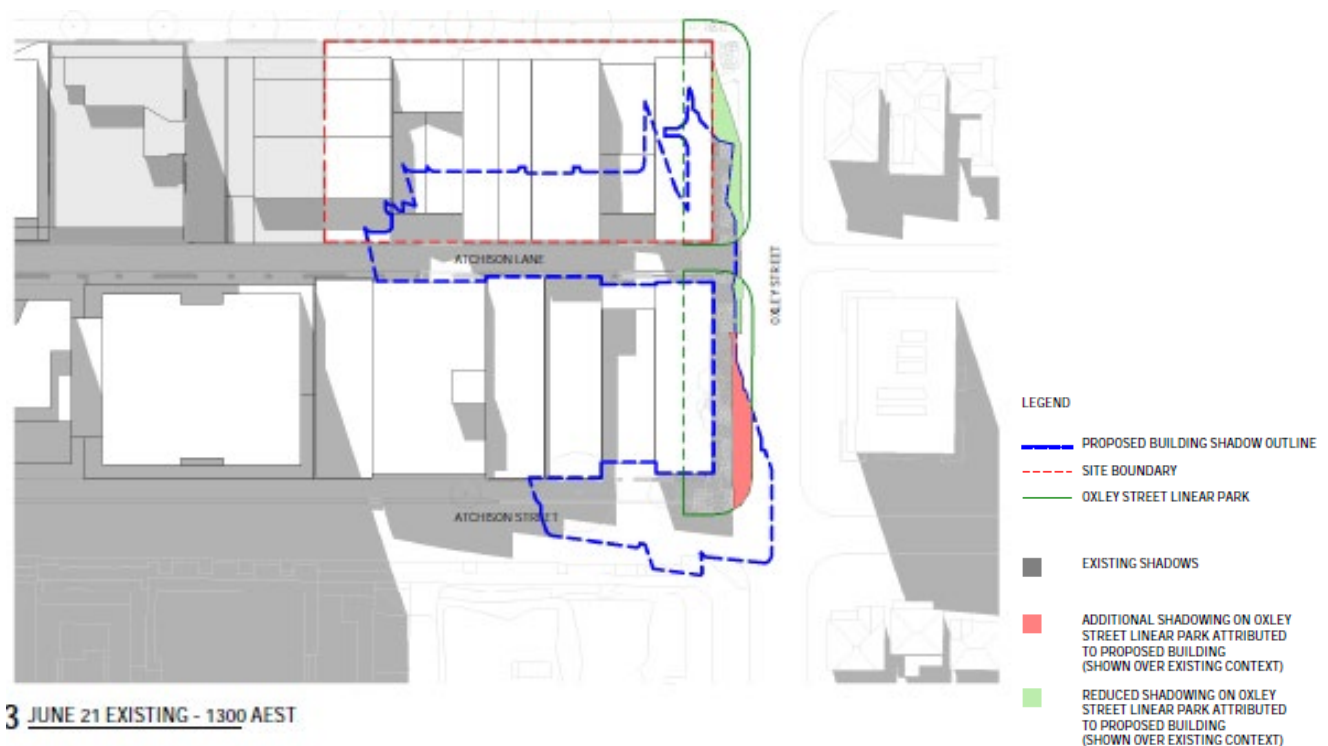 ATCHISON LANE
OXLEY STREET
ATCHISON STREET
LEGEND
PROPOSED BUILDING SHADOW OUTLINE
SITE BOUNDARY
OXLEY STREET LINEAR PARK
EXISTING SHADOWS
ADDITIONAL SHADOWING ON OXLEY
STREET LINEAR PARK ATTRIBUTED
TO PROPOSED BUILDING
(SHOWN OVER EXISTING CONTEXT)
REDUCED SHADOWING ON OXLEY
STREET LINEAR PARK ATTRIBUTED
TO PROPOSED BUILDING
(SHOWN OVER EXISTING CONTEXT)
3 JUNE 21 EXISTING - 1300 AEST